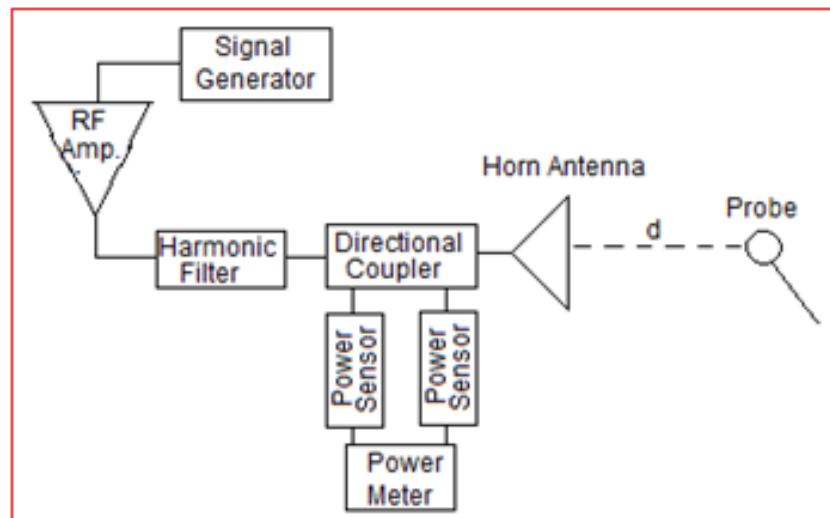 Signal
Generator
RF
Amp.
Horn Antenna
Probe
Harmonic
Filter
Directional
Coupler
d
Power
Sensor
Power
Sensor
Power
Meter